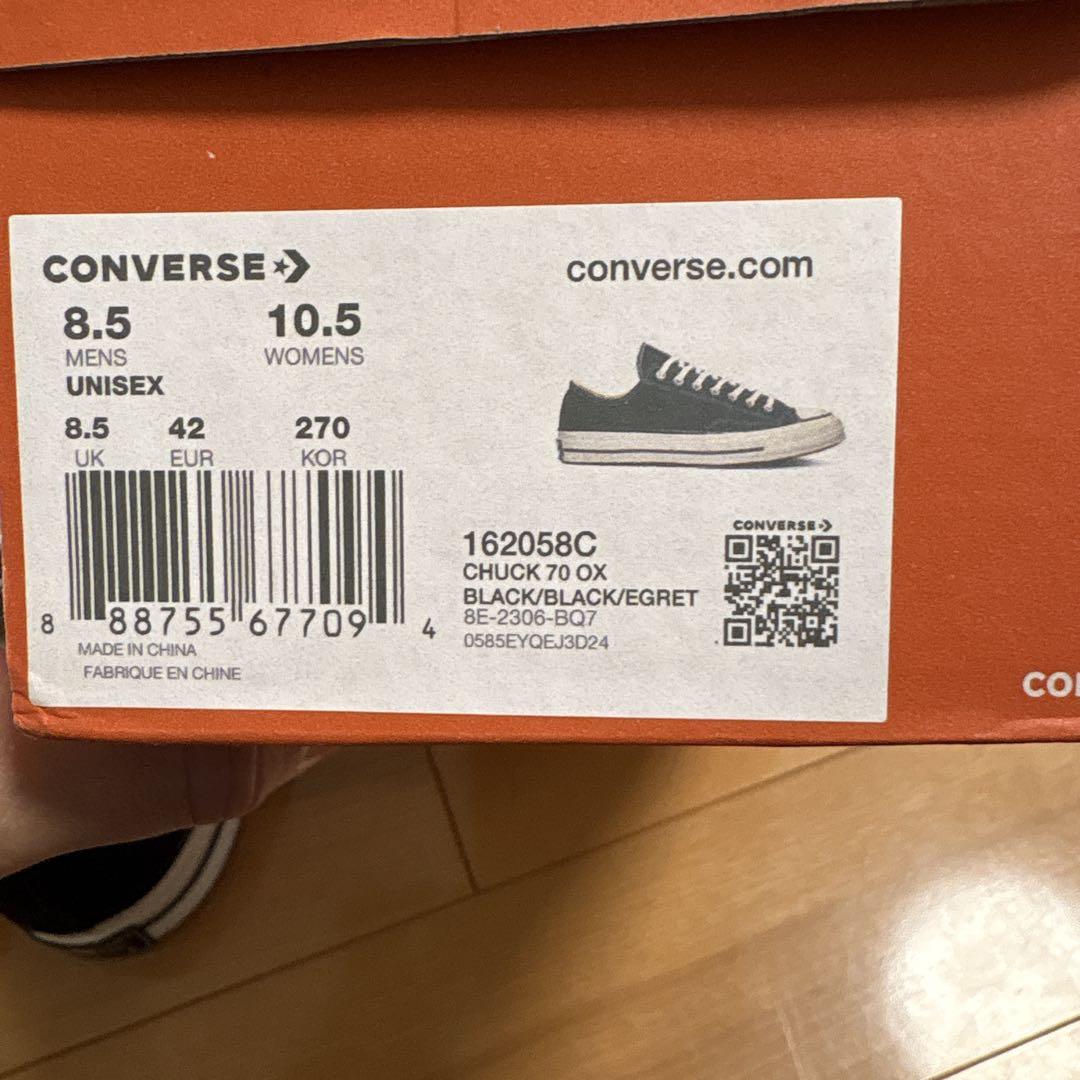 CONVERSE
converse.com
8.5 10.5
MENS WOMENS
UNISEX
8.5 42 270
UK EUR KOR
8 88755 67709 4
MADE IN CHINA
FABRIQUE EN CHINE
162058C
CHUCK 70 OX
BLACK/BLACK/EGRET
8E-2306-BQ7
0585EYQEJ3D24
CONVERSE